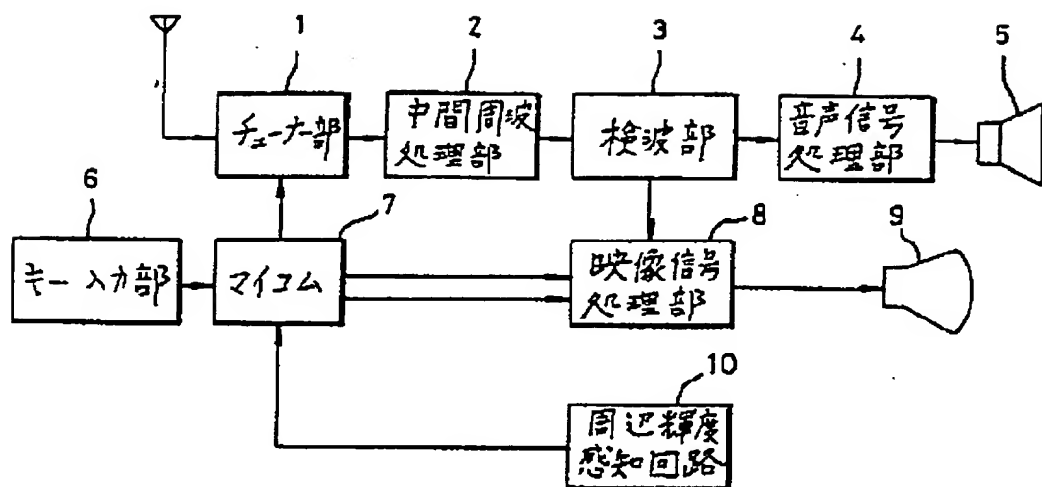 1
2
3
4
5
チューナー部
中間周波
処理部
検波部
音声信号
処理部
6
7
8
9
キー入力部
マイコム
映像信号
処理部
10
周辺輝度
感知回路